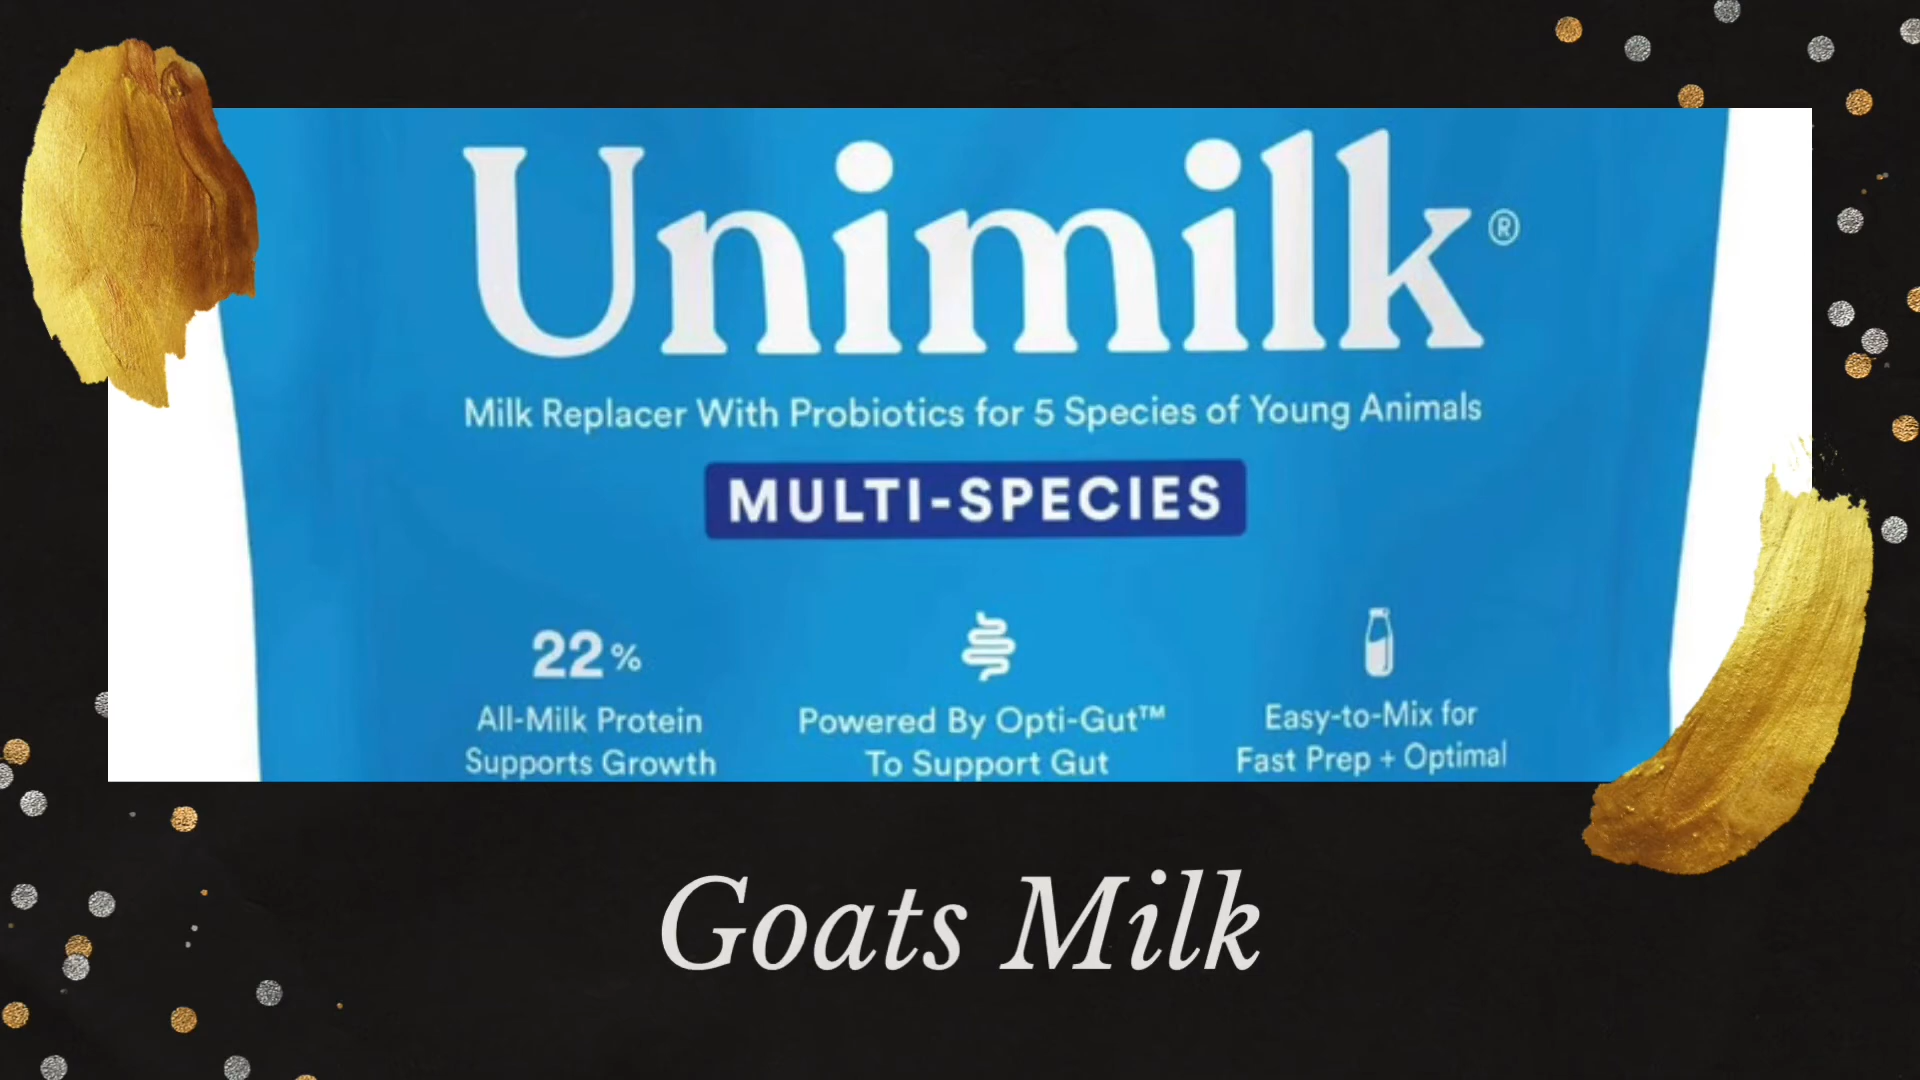 Unimilk®
Milk Replacer With Probiotics for 5 Species of Young Animals
MULTI-SPECIES
22%
All-Milk Protein
Supports Growth
Powered By Opti-Gut™
To Support Gut
Easy-to-Mix for
Fast Prep + Optimal
Goats Milk